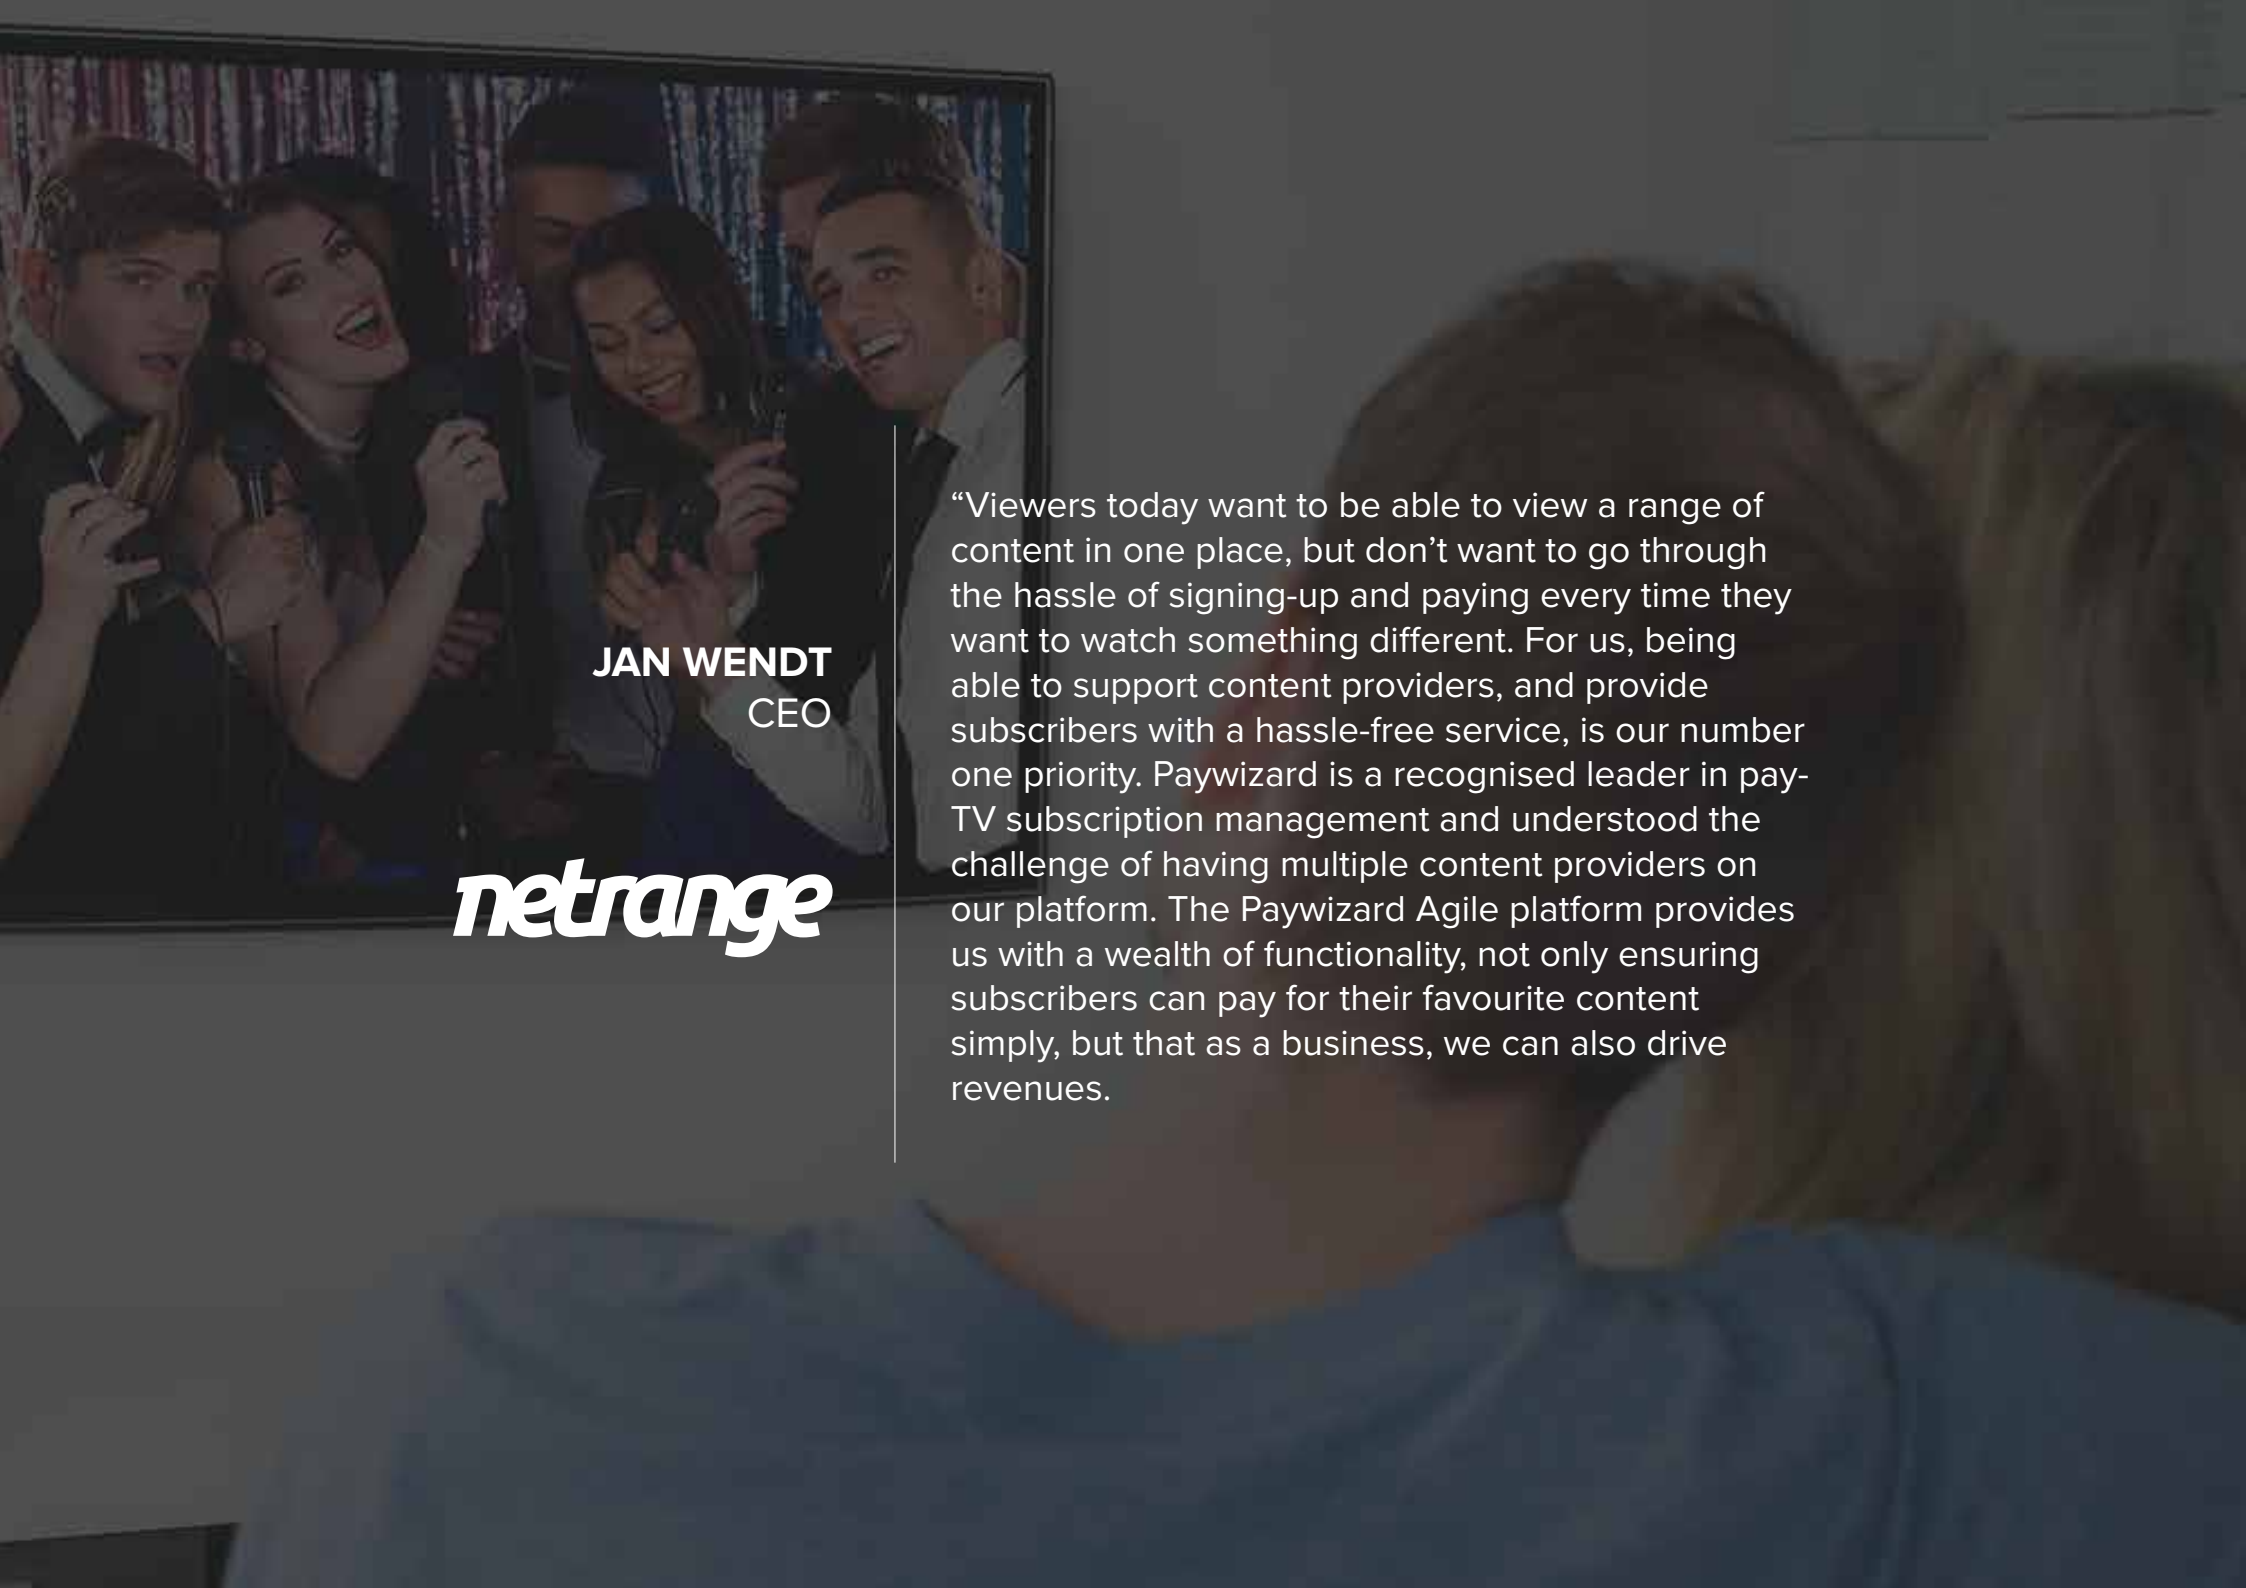 JAN WENDT
CEO
netrange
“Viewers today want to be able to view a range of
content in one place, but don’t want to go through
the hassle of signing-up and paying every time they
want to watch something different. For us, being
able to support content providers, and provide
subscribers with a hassle-free service, is our number
one priority. Paywizard is a recognised leader in pay-
TV subscription management and understood the
challenge of having multiple content providers on
our platform. The Paywizard Agile platform provides
us with a wealth of functionality, not only ensuring
subscribers can pay for their favourite content
simply, but that as a business, we can also drive
revenues.